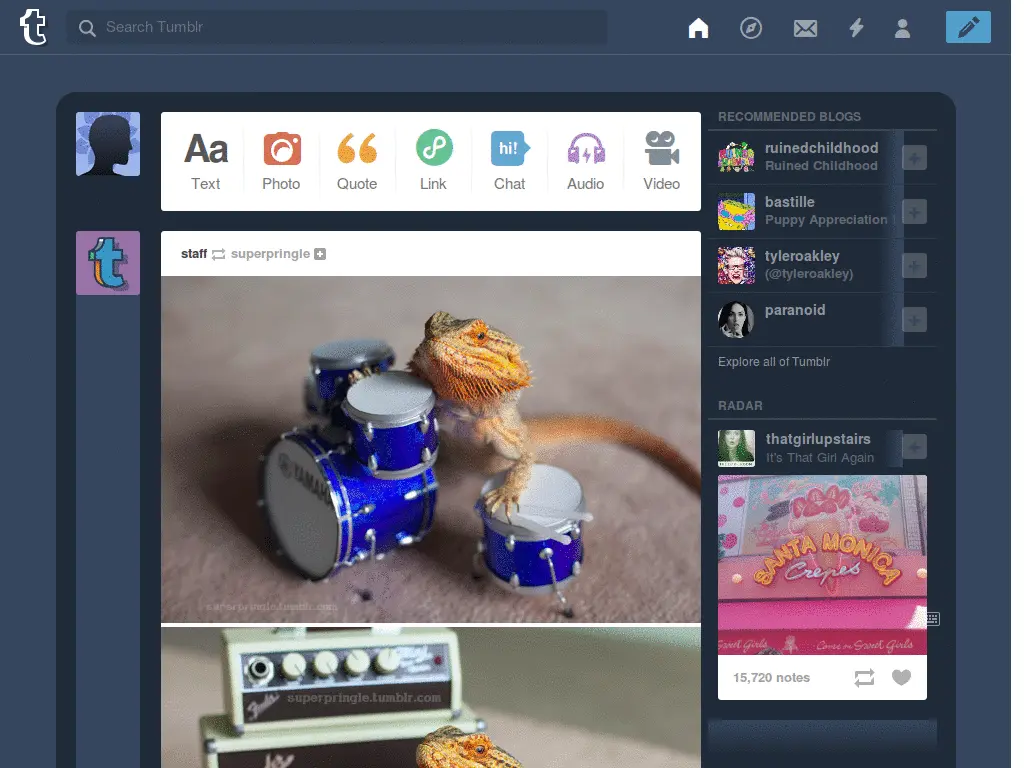 t
Search Tumblr
Aa
hi!
Text
Photo
Quote
Link
Chat
Audio
Video
t
staff superpringle
YAMAHA
superpringle.tumblr.com
superpringle.tumblr.com
Fender
RECOMMENDED BLOGS
ruinedchildhood
Ruined Childhood
bastille
Puppy Appreciation
tyleroakley
(@tyleroakley)
paranoid
Explore all of Tumblr
RADAR
thatgirlupstairs
It's That Girl Again
SANTA MONICA
Crepes
Sweet Girls
Come on Sweet Girls
15,720 notes